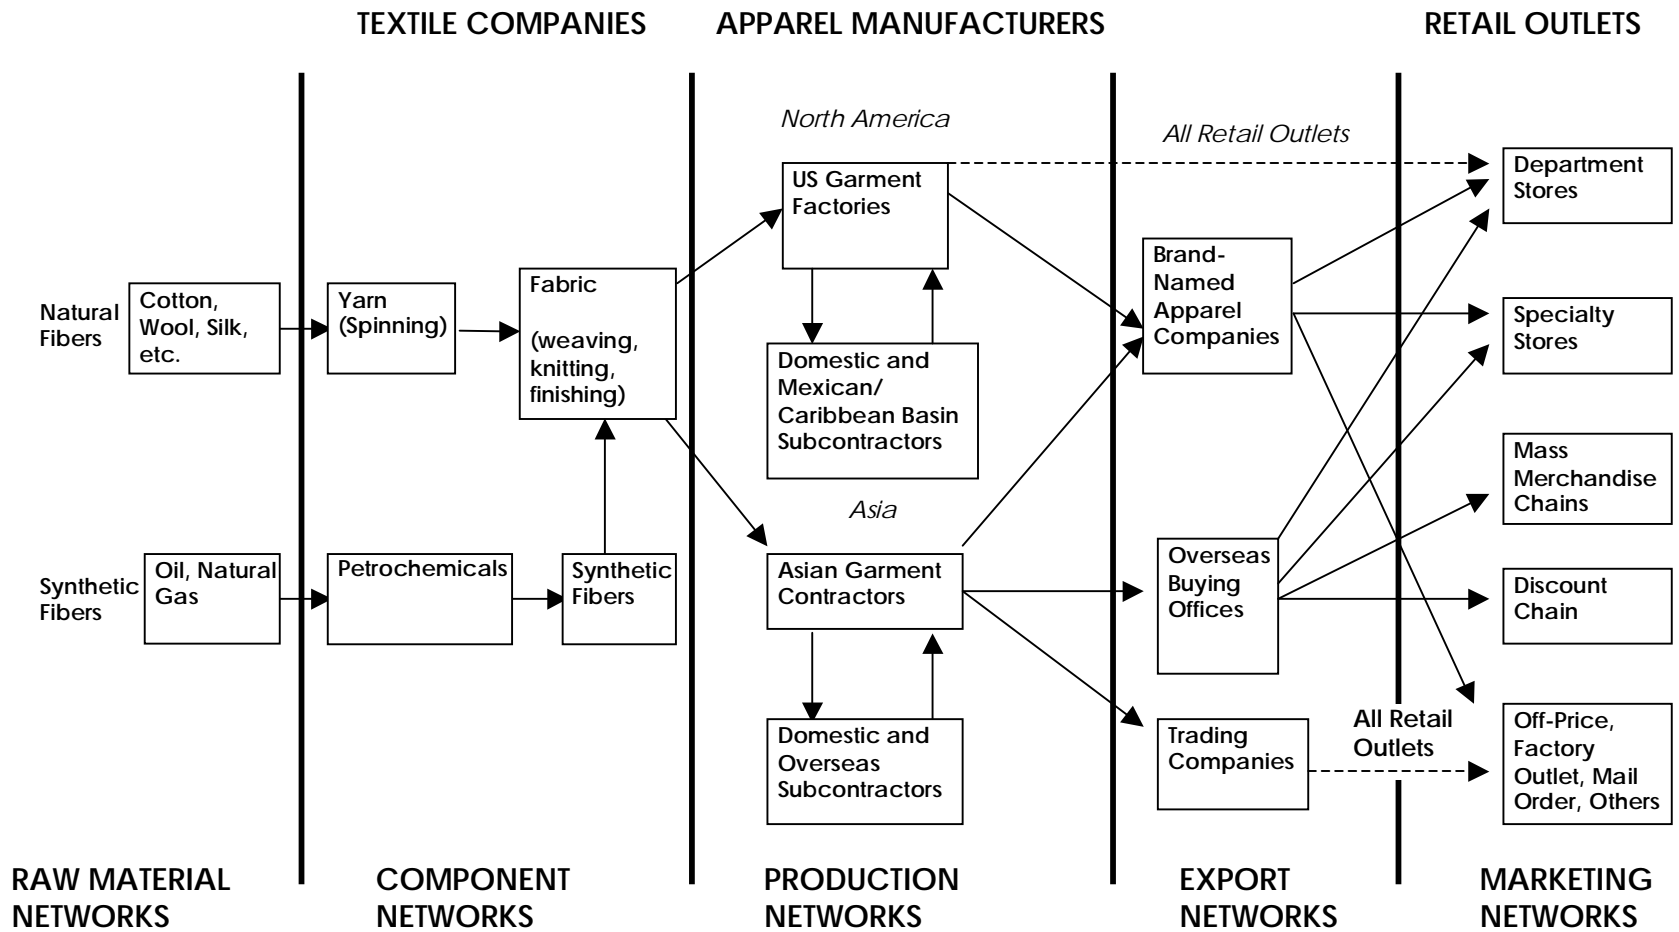 TEXTILE COMPANIES
APPAREL MANUFACTURERS
RETAIL OUTLETS
North America
All Retail Outlets
Natural
Fibers
Cotton,
Wool, Silk,
etc.
Yarn
(Spinning)
Fabric
(weaving,
knitting,
finishing)
US Garment
Factories
Domestic and
Mexican/
Caribbean Basin
Subcontractors
Brand-
Named
Apparel
Companies
Department
Stores
Specialty
Stores
Mass
Merchandise
Chains
Asia
Synthetic
Fibers
Oil, Natural
Gas
Petrochemicals
Synthetic
Fibers
Asian Garment
Contractors
Overseas
Buying
Offices
Discount
Chain
Domestic and
Overseas
Subcontractors
Trading
Companies
All Retail
Outlets
Off-Price,
Factory
Outlet, Mail
Order, Others
RAW MATERIAL
NETWORKS
COMPONENT
NETWORKS
PRODUCTION
NETWORKS
EXPORT
NETWORKS
MARKETING
NETWORKS